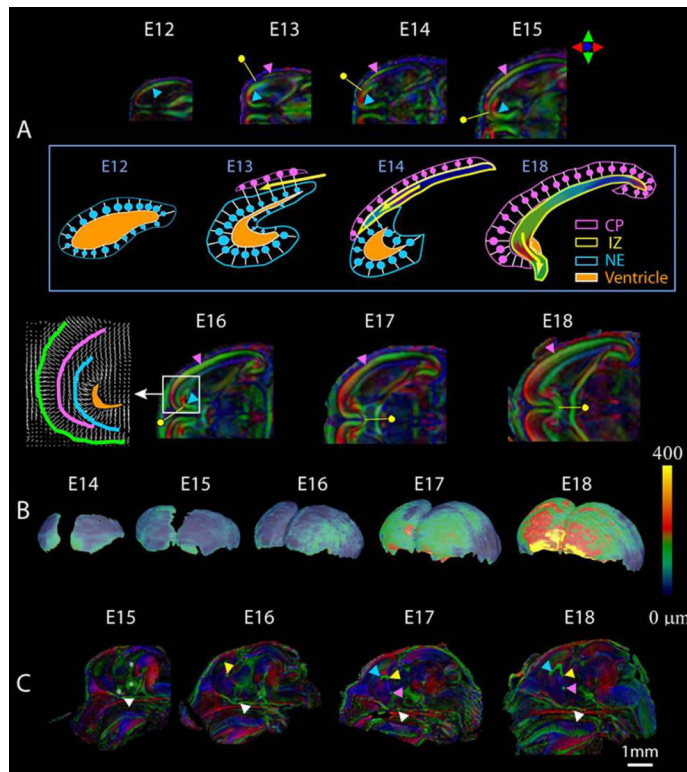 E12 E13 E14 E15
A
E12 E13 E14 E18
CP
IZ
NE
Ventricle
E16 E17 E18
400
E14 E15 E16 E17 E18
B
0 μm
E15 E16 E17 E18
C
1mm